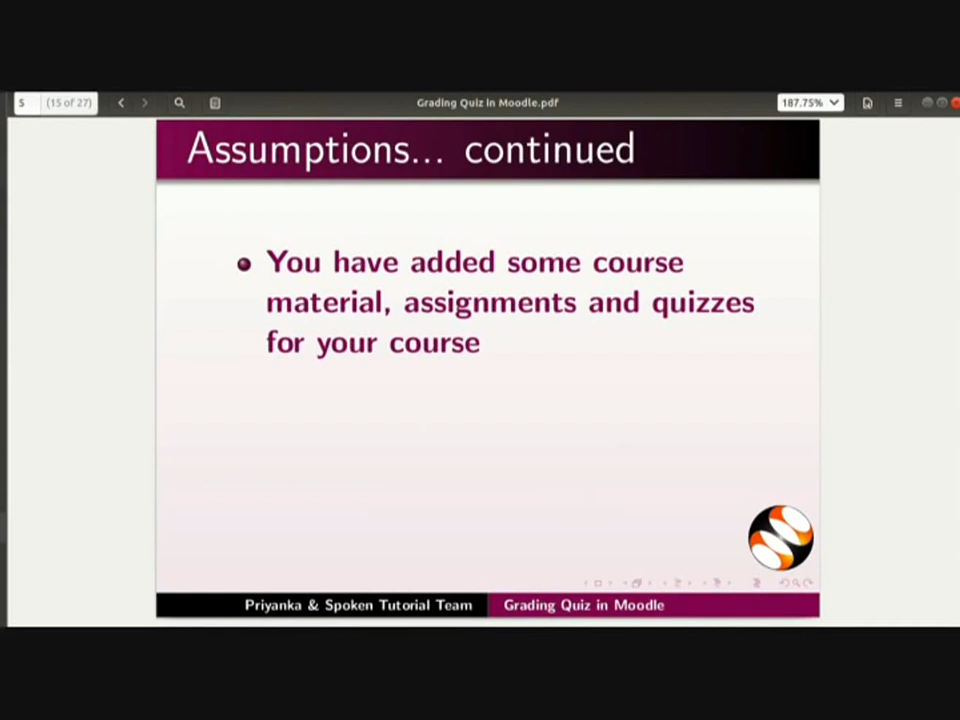 5 (15 of 27) Grading Quiz in Moodle.pdf 187.75%
Assumptions... continued
You have added some course
material, assignments and quizzes
for your course
Priyanka & Spoken Tutorial Team Grading Quiz in Moodle